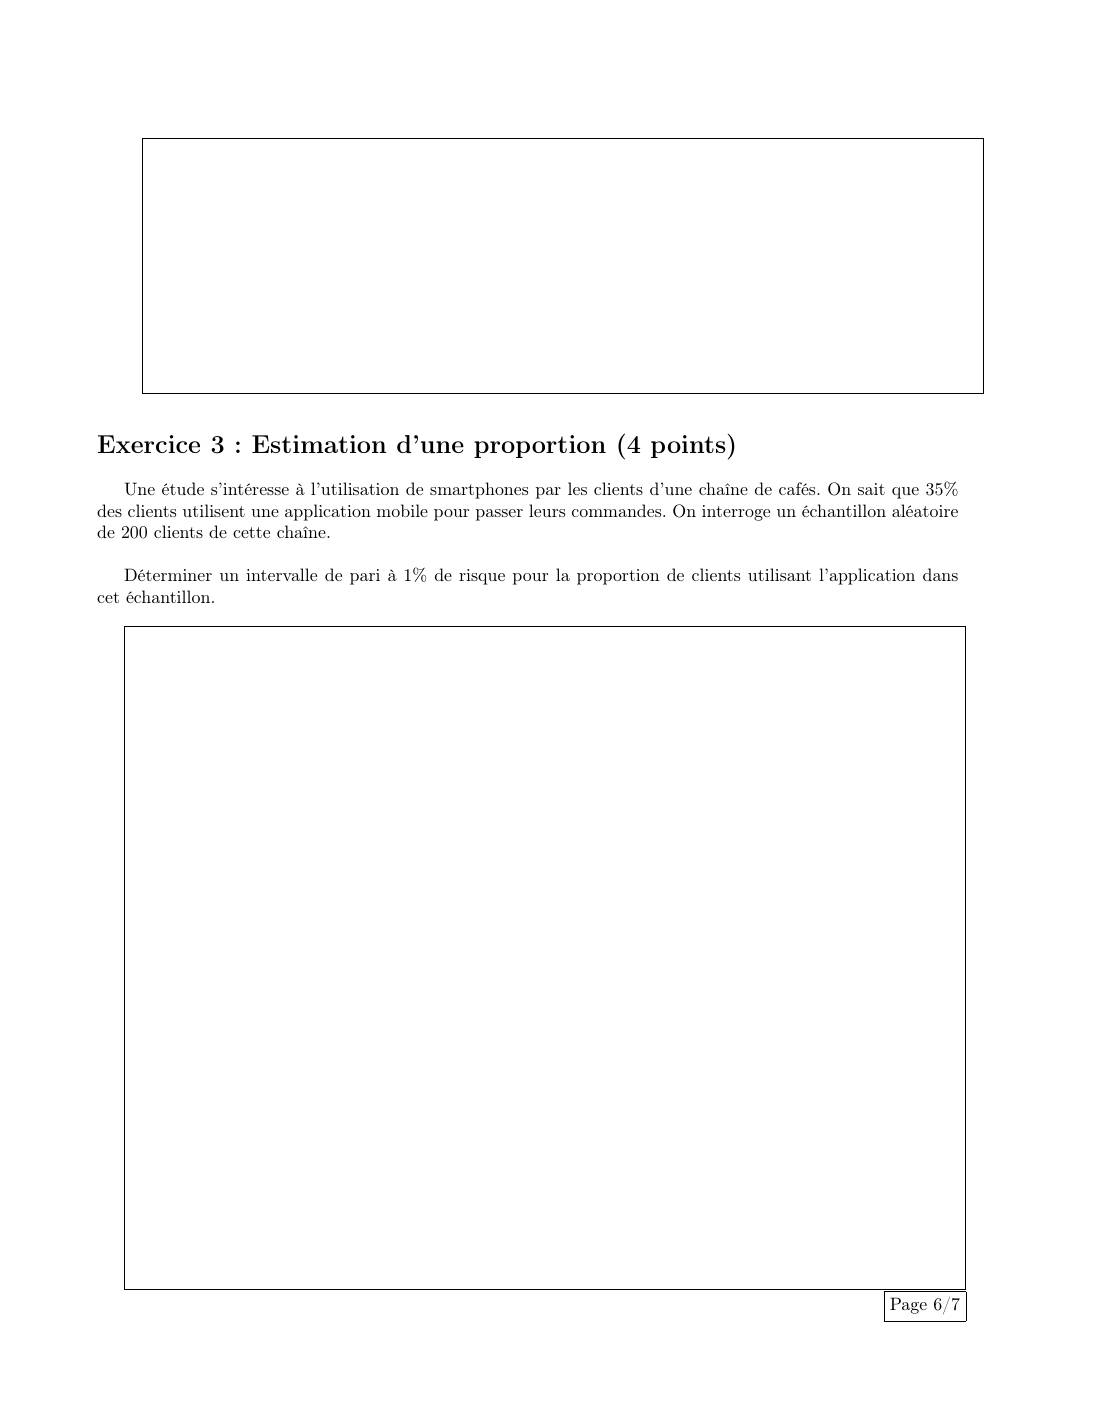 Exercice 3 : Estimation d'une proportion (4 points)
Une étude s'intéresse à l'utilisation de smartphones par les clients d'une chaîne de cafés. On sait que 35%
des clients utilisent une application mobile pour passer leurs commandes. On interroge un échantillon aléatoire
de 200 clients de cette chaîne.
Déterminer un intervalle de pari à 1% de risque pour la proportion de clients utilisant l'application dans
cet échantillon.
Page 6/7